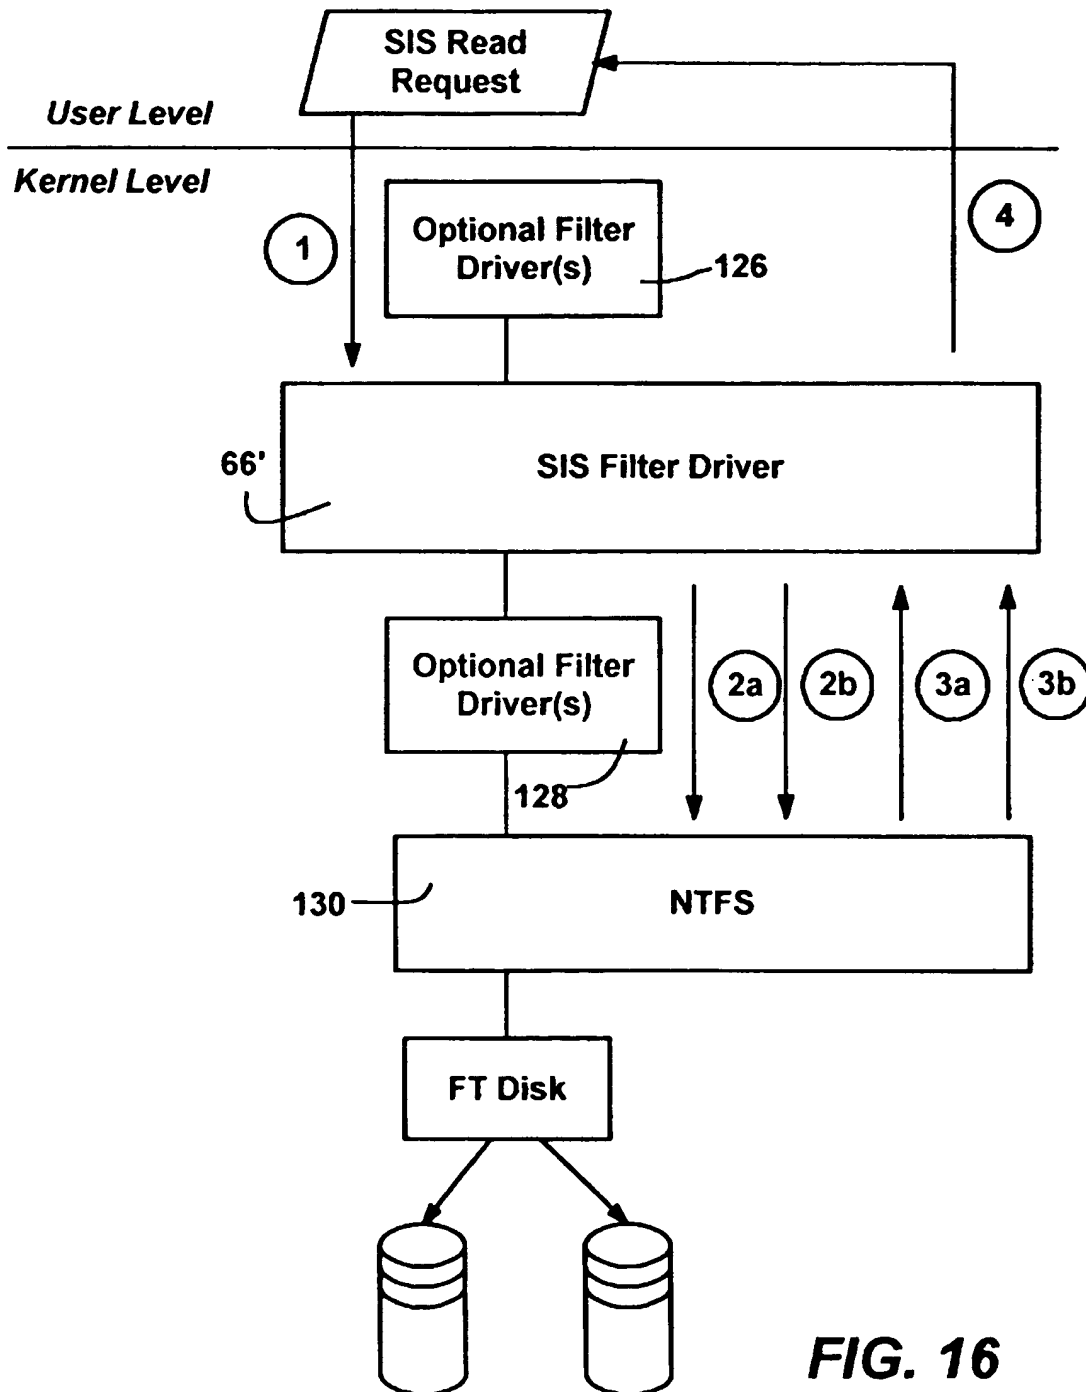 SIS Read
Request
User Level
Kernel Level
1
Optional Filter
Driver(s)
126
4
66'
SIS Filter Driver
Optional Filter
Driver(s)
128
2a
2b
3a
3b
130
NTFS
FT Disk
FIG. 16